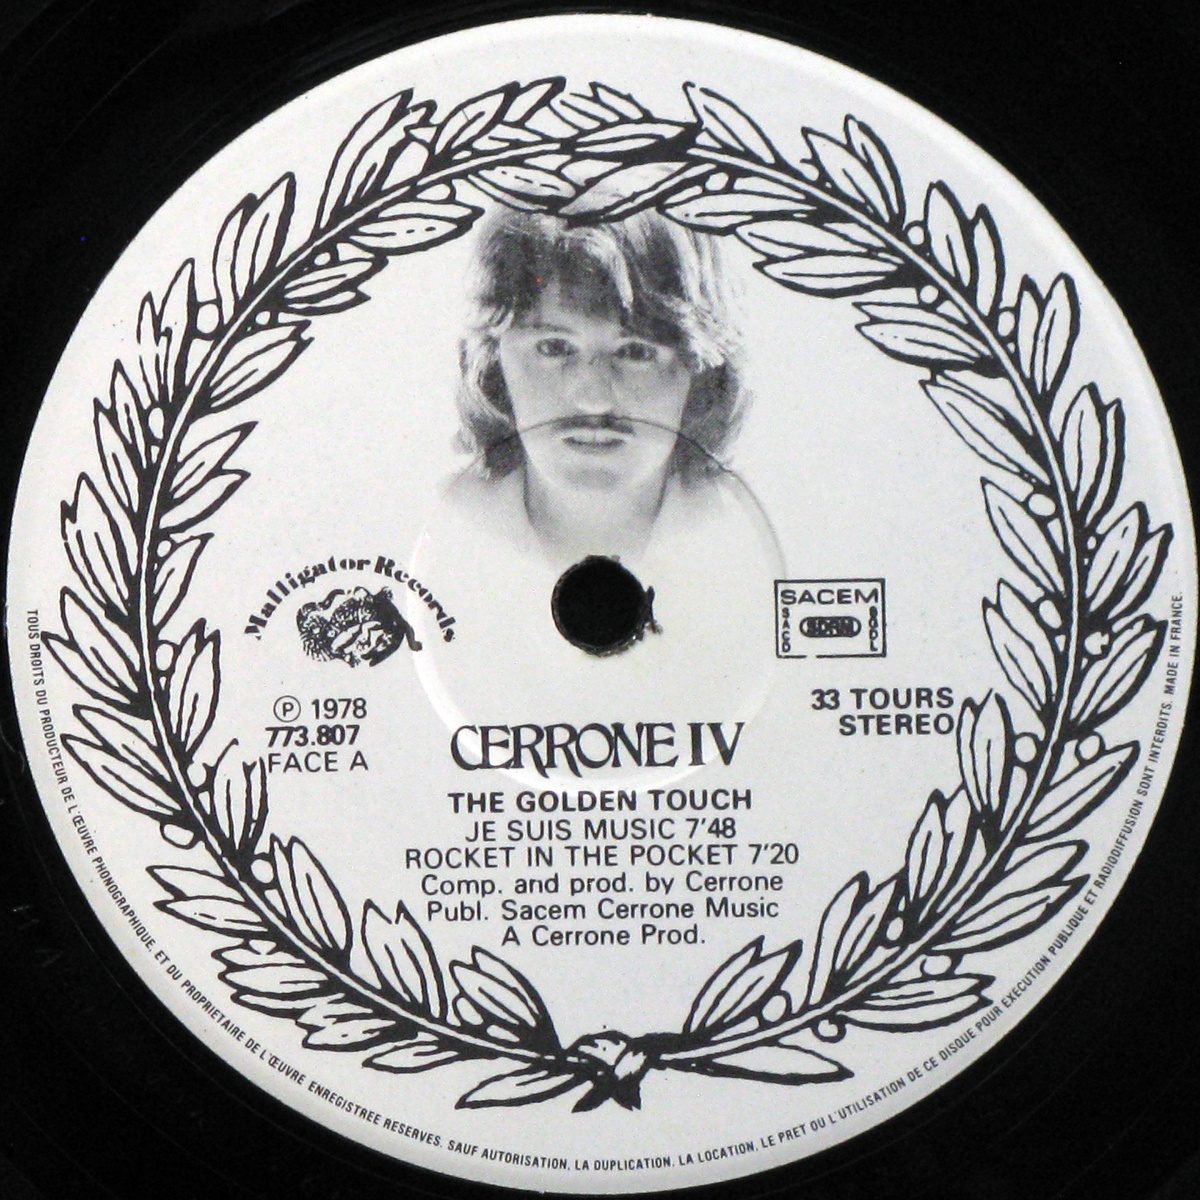 Malligator Records
SACEM
SACD
SDRM
SGDL
℗ 1978
773.807
FACE A
33 TOURS
STEREO
CERRONE IV
THE GOLDEN TOUCH
JE SUIS MUSIC 7'48
ROCKET IN THE POCKET 7'20
Comp. and prod. by Cerrone
Publ. Sacem Cerrone Music
A Cerrone Prod.
TOUS DROITS DU PRODUCTEUR DE L'ŒUVRE PHONOGRAPHIQUE, ET DU PROPRIETAIRE DE L'ŒUVRE ENREGISTREE RESERVES. SAUF AUTORISATION, LA DUPLICATION, LA LOCATION, LE PRET OU L'UTILISATION DE CE DISQUE POUR EXECUTION PUBLIQUE ET RADIODIFFUSION SONT INTERDITS. MADE IN FRANCE.